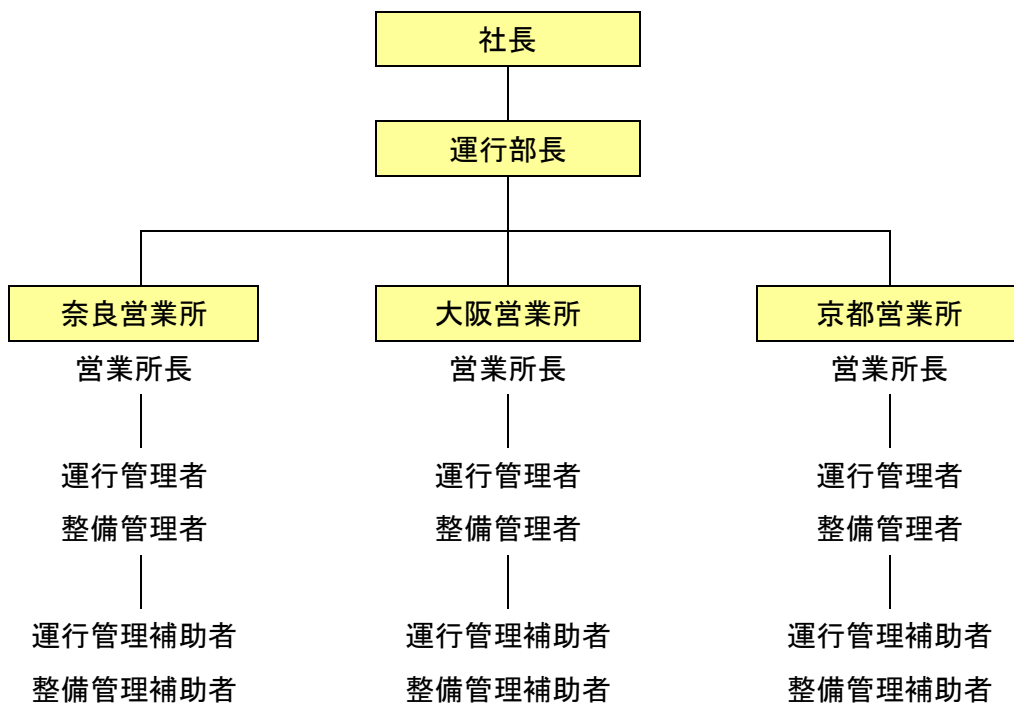 社長
運行部長
奈良営業所
大阪営業所
京都営業所
営業所長
営業所長
営業所長
運行管理者
運行管理者
運行管理者
整備管理者
整備管理者
整備管理者
運行管理補助者
運行管理補助者
運行管理補助者
整備管理補助者
整備管理補助者
整備管理補助者